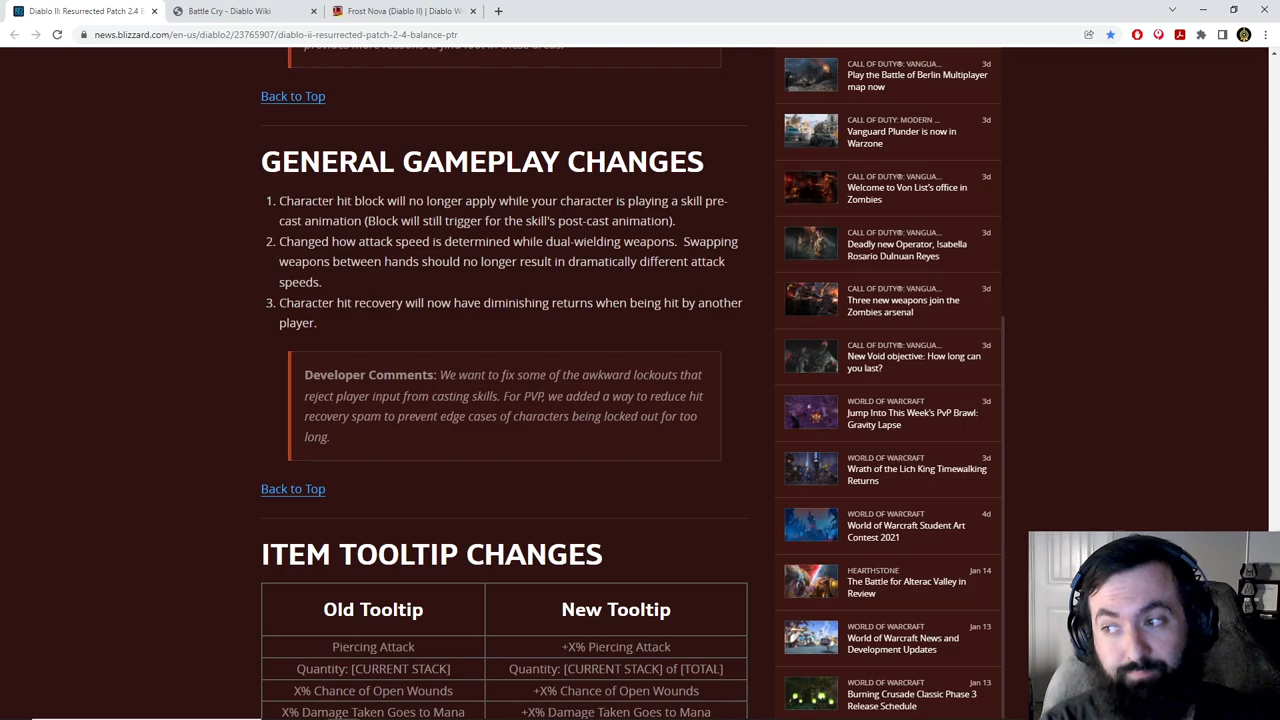 Diablo II: Resurrected Patch 2.4 B
Battle Cry - Diablo Wiki
Frost Nova (Diablo II) | Diablo W
news.blizzard.com/en-us/diablo2/23765907/diablo-ii-resurrected-patch-2-4-balance-ptr
provides more reasons to find loot in these areas.
Back to Top
GENERAL GAMEPLAY CHANGES
1. Character hit block will no longer apply while your character is playing a skill pre-
cast animation (Block will still trigger for the skill's post-cast animation).
2. Changed how attack speed is determined while dual-wielding weapons. Swapping
weapons between hands should no longer result in dramatically different attack
speeds.
3. Character hit recovery will now have diminishing returns when being hit by another
player.
Developer Comments: We want to fix some of the awkward lockouts that
reject player input from casting skills. For PVP, we added a way to reduce hit
recovery spam to prevent edge cases of characters being locked out for too
long.
Back to Top
ITEM TOOLTIP CHANGES
Old Tooltip New Tooltip
Piercing Attack +X% Piercing Attack
Quantity: [CURRENT STACK] Quantity: [CURRENT STACK] of [TOTAL]
X% Chance of Open Wounds +X% Chance of Open Wounds
X% Damage Taken Goes to Mana +X% Damage Taken Goes to Mana
CALL OF DUTY®: VANGUA... 3d
Play the Battle of Berlin Multiplayer
map now
CALL OF DUTY: MODERN ... 3d
Vanguard Plunder is now in
Warzone
CALL OF DUTY®: VANGUA... 3d
Welcome to Von List's office in
Zombies
CALL OF DUTY®: VANGUA... 3d
Deadly new Operator, Isabella
Rosario Dulnuan Reyes
CALL OF DUTY®: VANGUA... 3d
Three new weapons join the
Zombies arsenal
CALL OF DUTY®: VANGUA... 3d
New Void objective: How long can
you last?
WORLD OF WARCRAFT 3d
Jump Into This Week's PvP Brawl:
Gravity Lapse
WORLD OF WARCRAFT 3d
Wrath of the Lich King Timewalking
Returns
WORLD OF WARCRAFT 4d
World of Warcraft Student Art
Contest 2021
HEARTHSTONE Jan 14
The Battle for Alterac Valley in
Review
WORLD OF WARCRAFT Jan 13
World of Warcraft News and
Development Updates
WORLD OF WARCRAFT Jan 13
Burning Crusade Classic Phase 3
Release Schedule